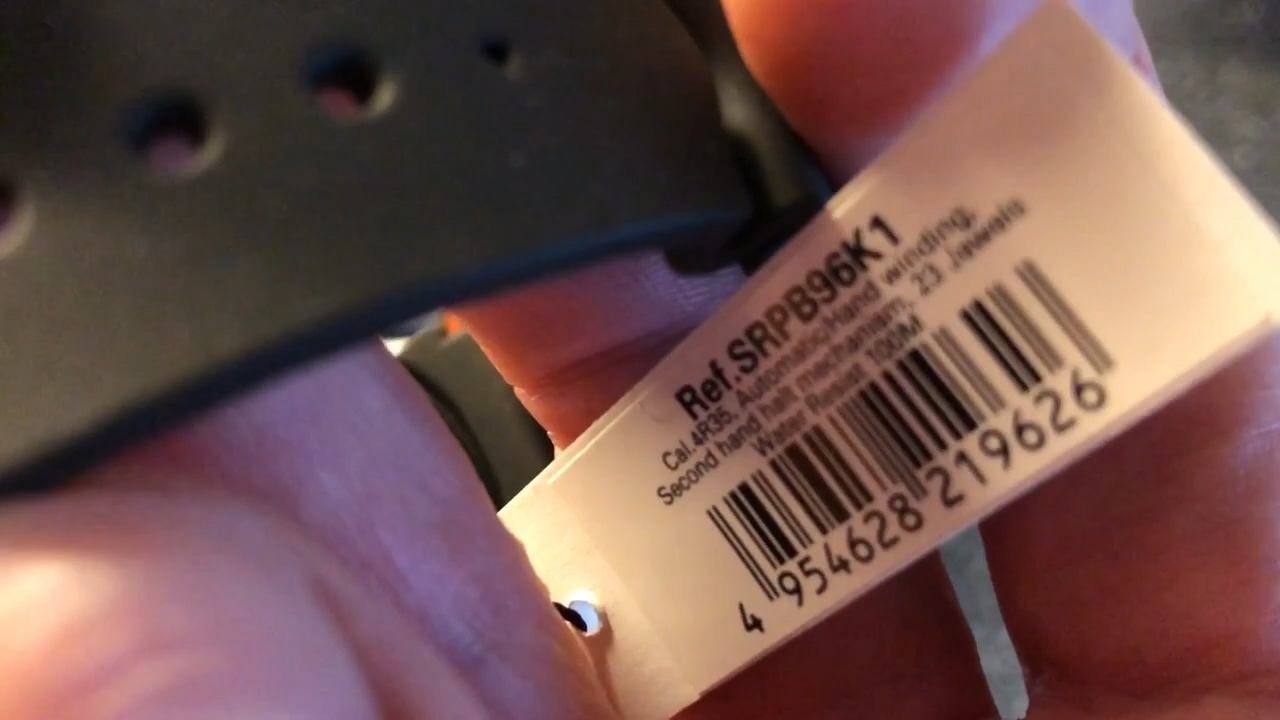 Ref.SRPB96K1
Cal.4R35, Automatic/Hand winding,
Second hand halt mechanism, 23 Jewels
Water Resist 100M
4 954628 219626